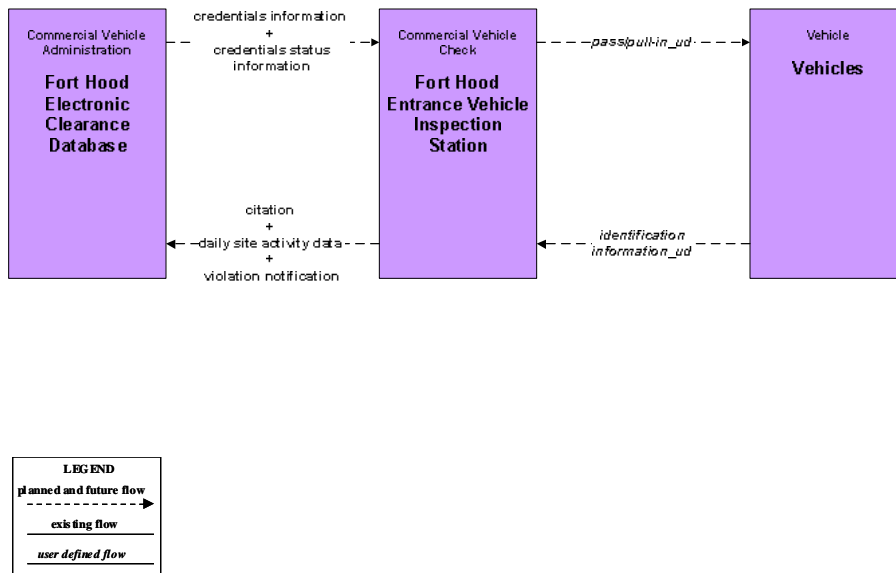 Commercial Vehicle
Administration
Fort Hood
Electronic
Clearance
Database
credentials information
+
credentials status
information
citation
+
daily site activity data
+
violation notification
Commercial Vehicle
Check
Fort Hood
Entrance Vehicle
Inspection
Station
pass/pull-in_ud
identification
information_ud
Vehicle
Vehicles
LEGEND
planned and future flow
existing flow
user defined flow